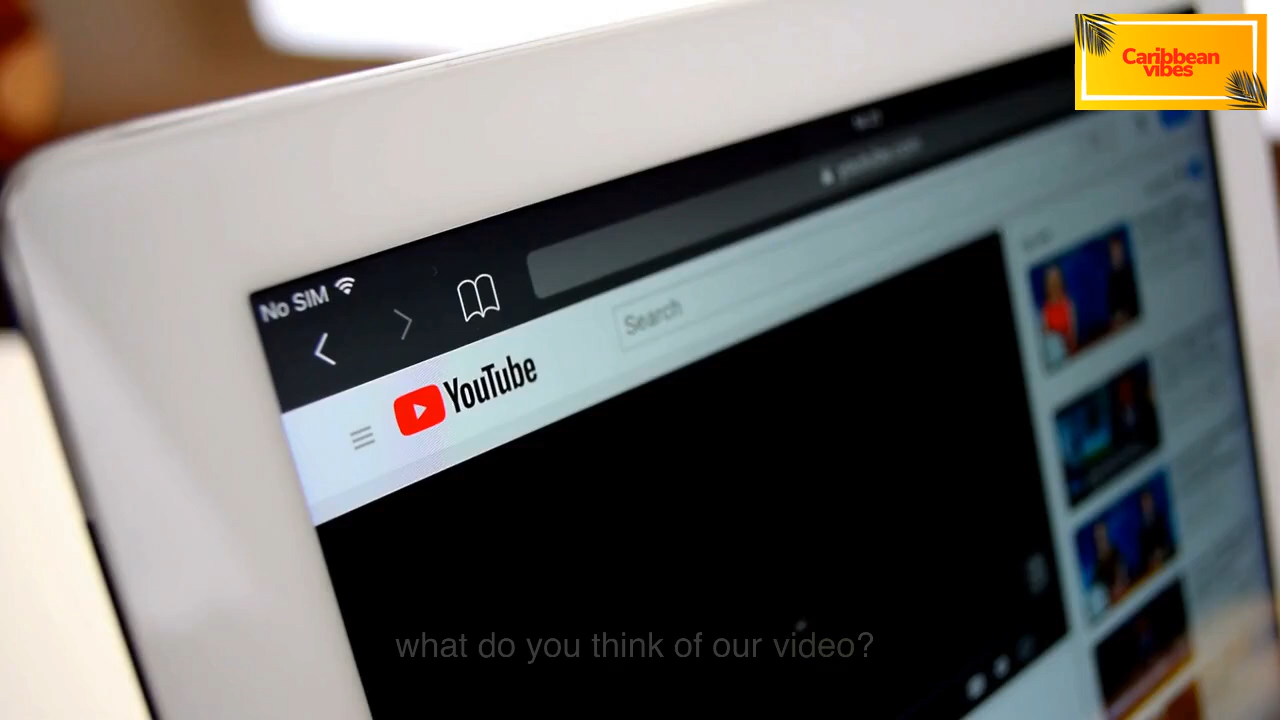 Caribbean
vibes
No SIM
Search
YouTube
what do you think of our video?